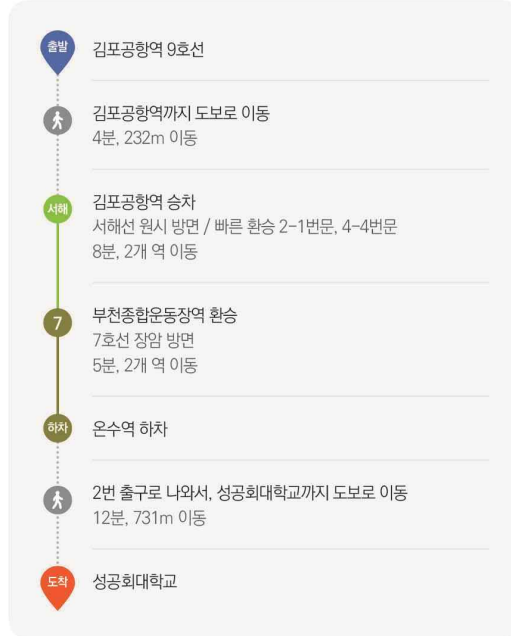 출발
김포공항역 9호선
김포공항역까지 도보로 이동
4분, 232m 이동
서해
김포공항역 승차
서해선 원시 방면 / 빠른 환승 2-1번문, 4-4번문
8분, 2개 역 이동
7
부천종합운동장역 환승
7호선 장암 방면
5분, 2개 역 이동
하차
온수역 하차
2번 출구로 나와서, 성공회대학교까지 도보로 이동
12분, 731m 이동
도착
성공회대학교